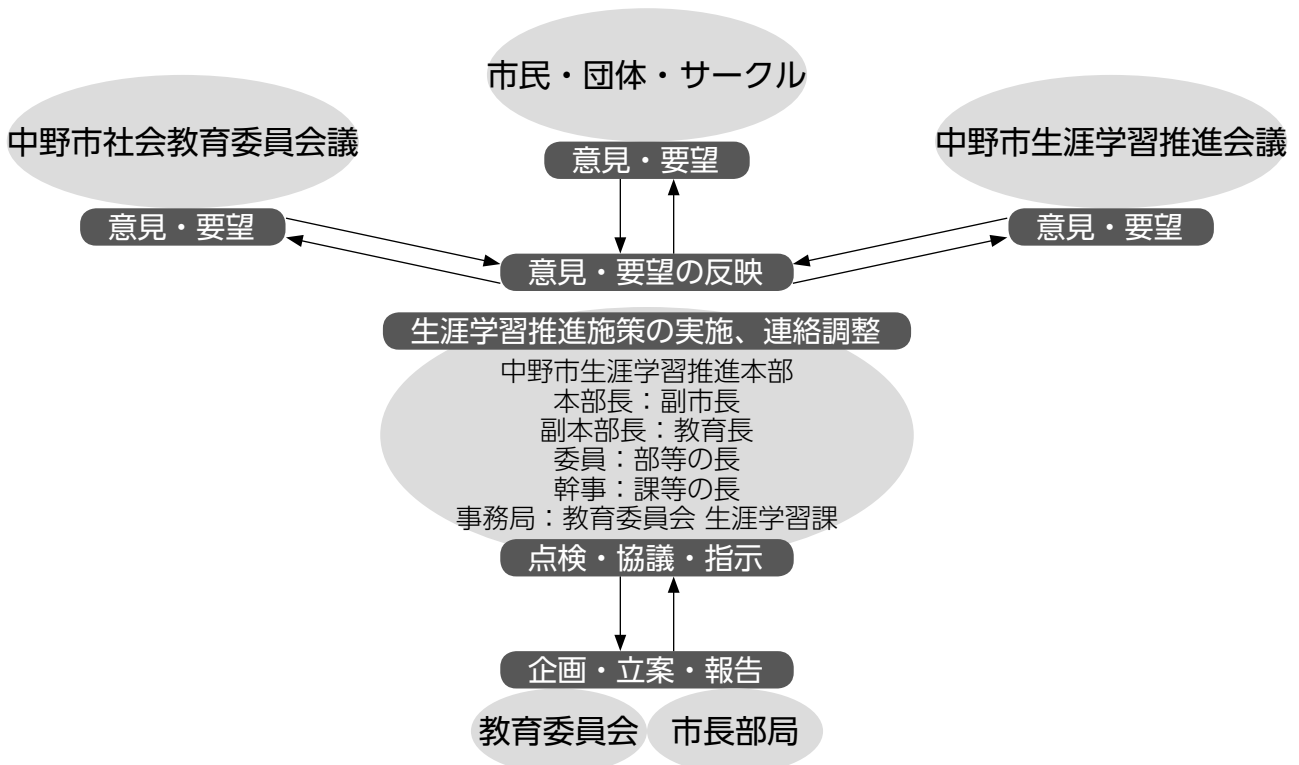 市民・団体・サークル
中野市社会教育委員会議
中野市生涯学習推進会議
意見・要望
意見・要望
意見・要望
意見・要望の反映
生涯学習推進施策の実施、連絡調整
中野市生涯学習推進本部
本部長：副市長
副本部長：教育長
委員：部等の長
幹事：課等の長
事務局：教育委員会 生涯学習課
点検・協議・指示
企画・立案・報告
教育委員会
市長部局